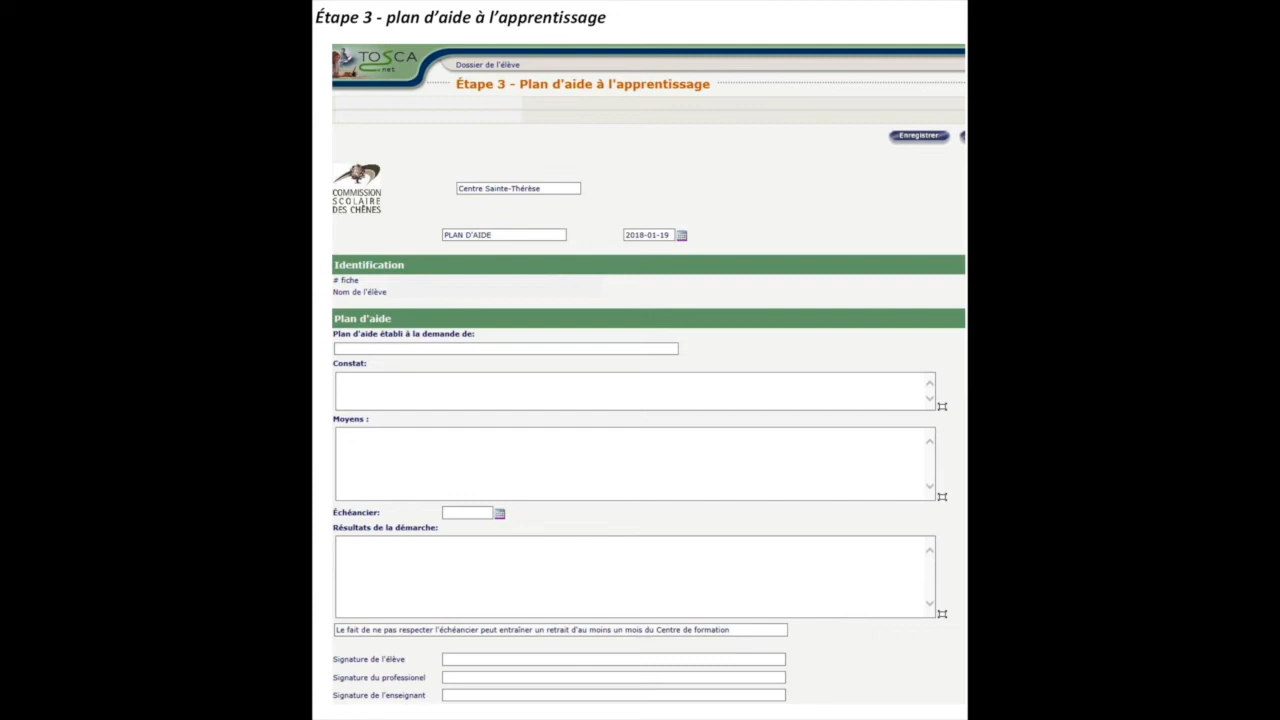 Étape 3 - plan d’aide à l’apprentissage
TOSCA
.net
Dossier de l'élève
Étape 3 - Plan d'aide à l'apprentissage
Enregistrer
COMMISSION
SCOLAIRE
DES CHÊNES
Centre Sainte-Thérèse
PLAN D'AIDE
2018-01-19
Identification
# fiche
Nom de l'élève
Plan d'aide
Plan d'aide établi à la demande de:
Constat:
Moyens :
Échéancier:
Résultats de la démarche:
Le fait de ne pas respecter l'échéancier peut entraîner un retrait d'au moins un mois du Centre de formation
Signature de l'élève
Signature du professionel
Signature de l'enseignant